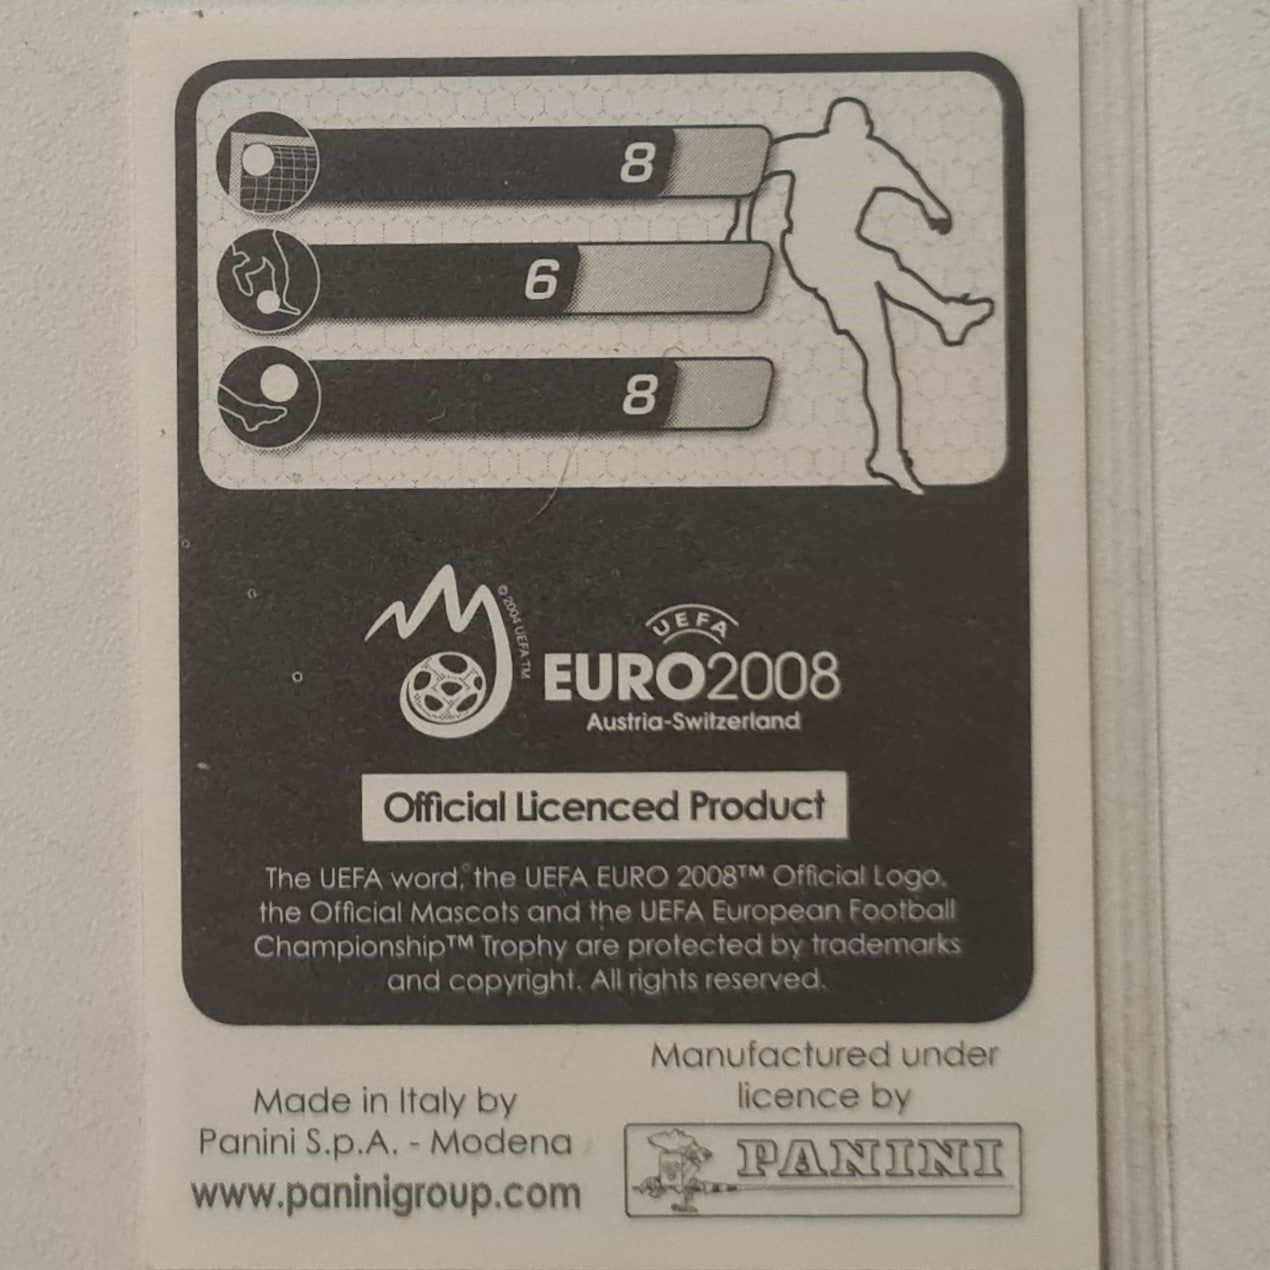 8
6
8
© 2004 UEFA TM
UEFA
EURO2008
Austria-Switzerland
Official Licenced Product
The UEFA word, the UEFA EURO 2008™ Official Logo,
the Official Mascots and the UEFA European Football
Championship™ Trophy are protected by trademarks
and copyright. All rights reserved.
Made in Italy by
Panini S.p.A. - Modena
www.paninigroup.com
Manufactured under
licence by
PANINI